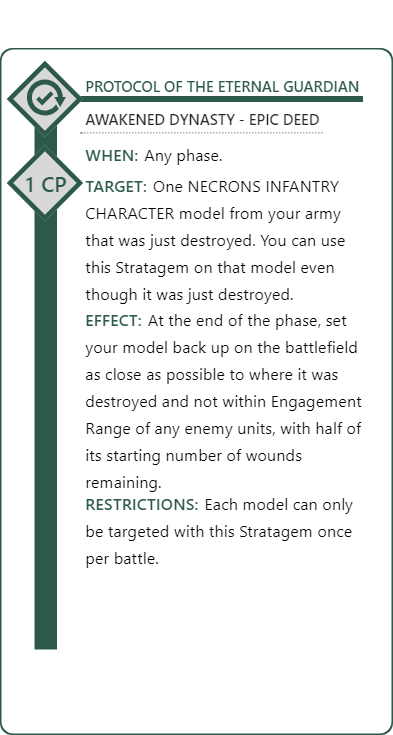 PROTOCOL OF THE ETERNAL GUARDIAN
AWAKENED DYNASTY - EPIC DEED
WHEN: Any phase.
1 CP
TARGET: One NECRONS INFANTRY
CHARACTER model from your army
that was just destroyed. You can use
this Stratagem on that model even
though it was just destroyed.
EFFECT: At the end of the phase, set
your model back up on the battlefield
as close as possible to where it was
destroyed and not within Engagement
Range of any enemy units, with half of
its starting number of wounds
remaining.
RESTRICTIONS: Each model can only
be targeted with this Stratagem once
per battle.